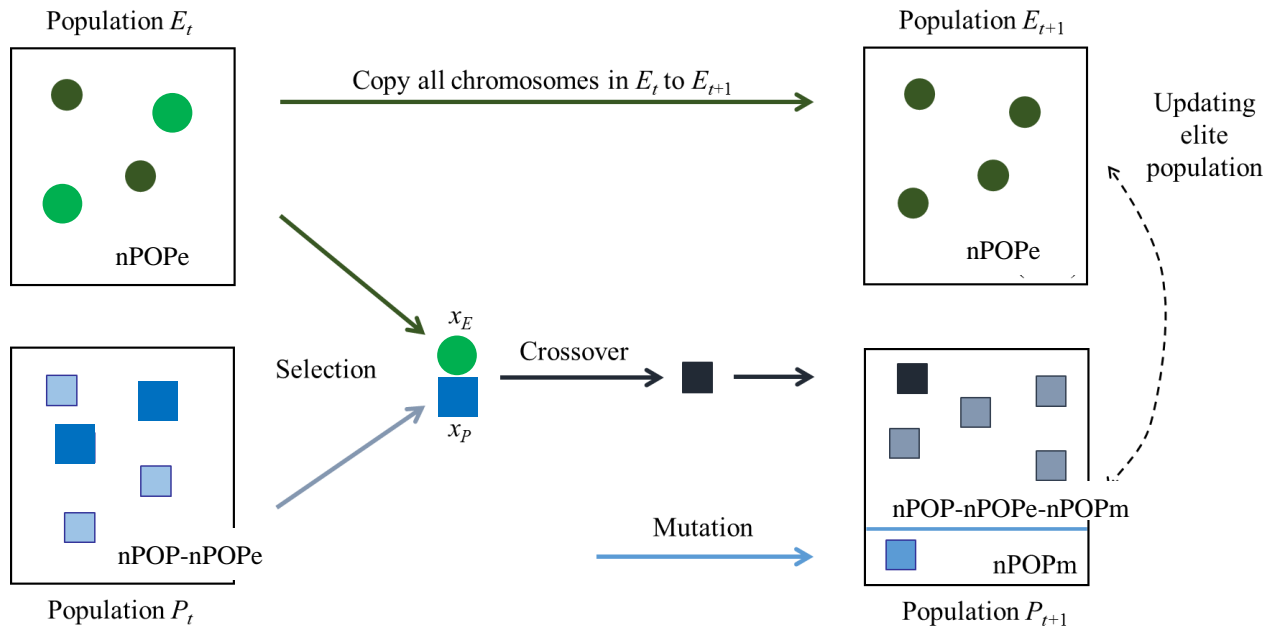 Population E_t
Population E_{t+1}
Copy all chromosomes in E_t to E_{t+1}
Updating
elite
population
nPOPe
nPOPe
x_E
Selection
Crossover
x_P
nPOP-nPOPe
nPOP-nPOPe-nPOPm
Mutation
nPOPm
Population P_t
Population P_{t+1}